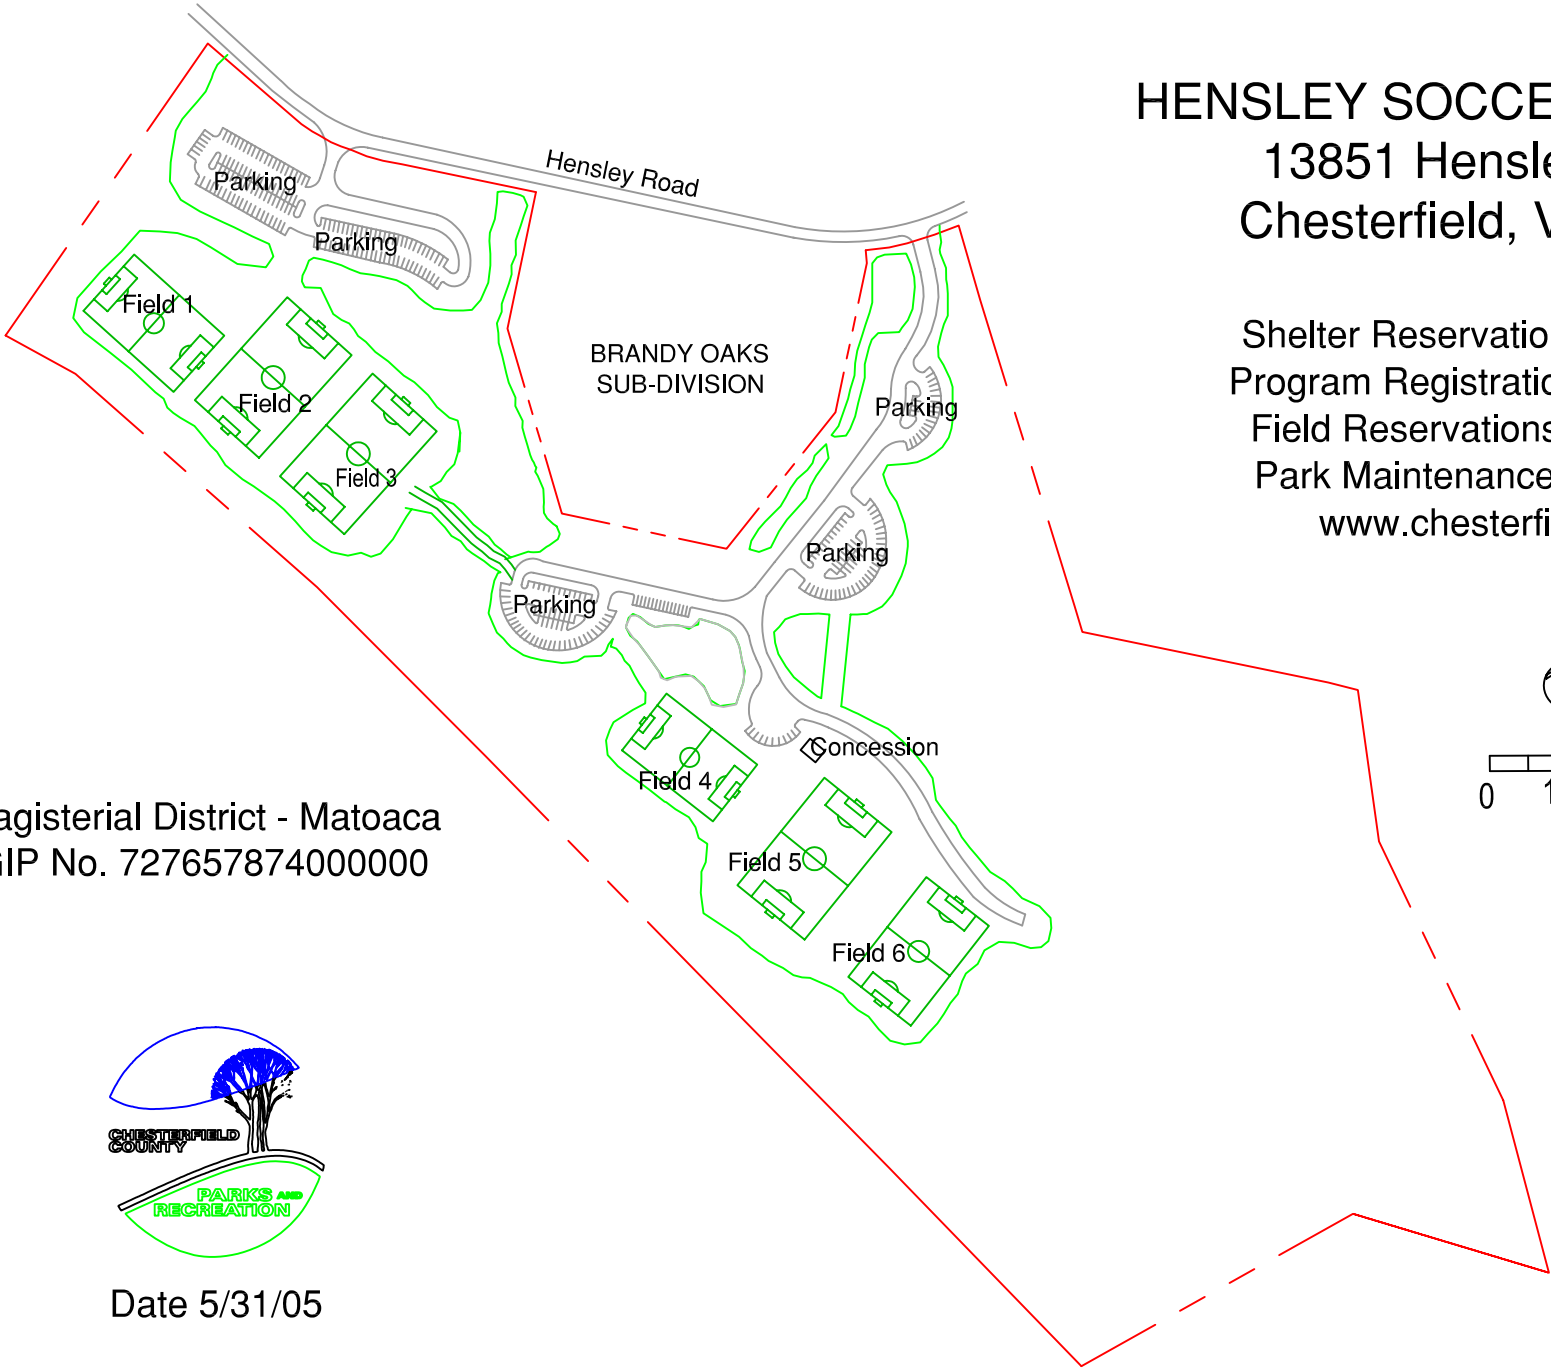 HENSLEY SOCCE
13851 Hensle
Chesterfield, V
Hensley Road
Parking
Parking
Field 1
Field 2
Field 3
BRANDY OAKS
SUB-DIVISION
Parking
Parking
Parking
Shelter Reservatio
Program Registratio
Field Reservations
Park Maintenance
www.chesterfi
Concession
Field 4
Field 5
Field 6
0 1
agisterial District - Matoaca
GIP No. 727657874000000
CHESTERFIELD
COUNTY
PARKS AND
RECREATION
Date 5/31/05